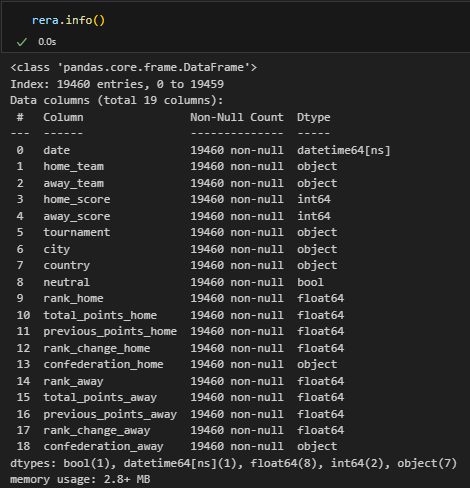 rera.info()
✓ 0.0s
<class 'pandas.core.frame.DataFrame'>
Index: 19460 entries, 0 to 19459
Data columns (total 19 columns):
 #   Column                Non-Null Count  Dtype
---  ------                --------------  -----
 0   date                  19460 non-null  datetime64[ns]
 1   home_team             19460 non-null  object
 2   away_team             19460 non-null  object
 3   home_score            19460 non-null  int64
 4   away_score            19460 non-null  int64
 5   tournament            19460 non-null  object
 6   city                  19460 non-null  object
 7   country               19460 non-null  object
 8   neutral               19460 non-null  bool
 9   rank_home             19460 non-null  float64
 10  total_points_home     19460 non-null  float64
 11  previous_points_home  19460 non-null  float64
 12  rank_change_home      19460 non-null  float64
 13  confederation_home    19460 non-null  object
 14  rank_away             19460 non-null  float64
 15  total_points_away     19460 non-null  float64
 16  previous_points_away  19460 non-null  float64
 17  rank_change_away      19460 non-null  float64
 18  confederation_away    19460 non-null  object
dtypes: bool(1), datetime64[ns](1), float64(8), int64(2), object(7)
memory usage: 2.8+ MB